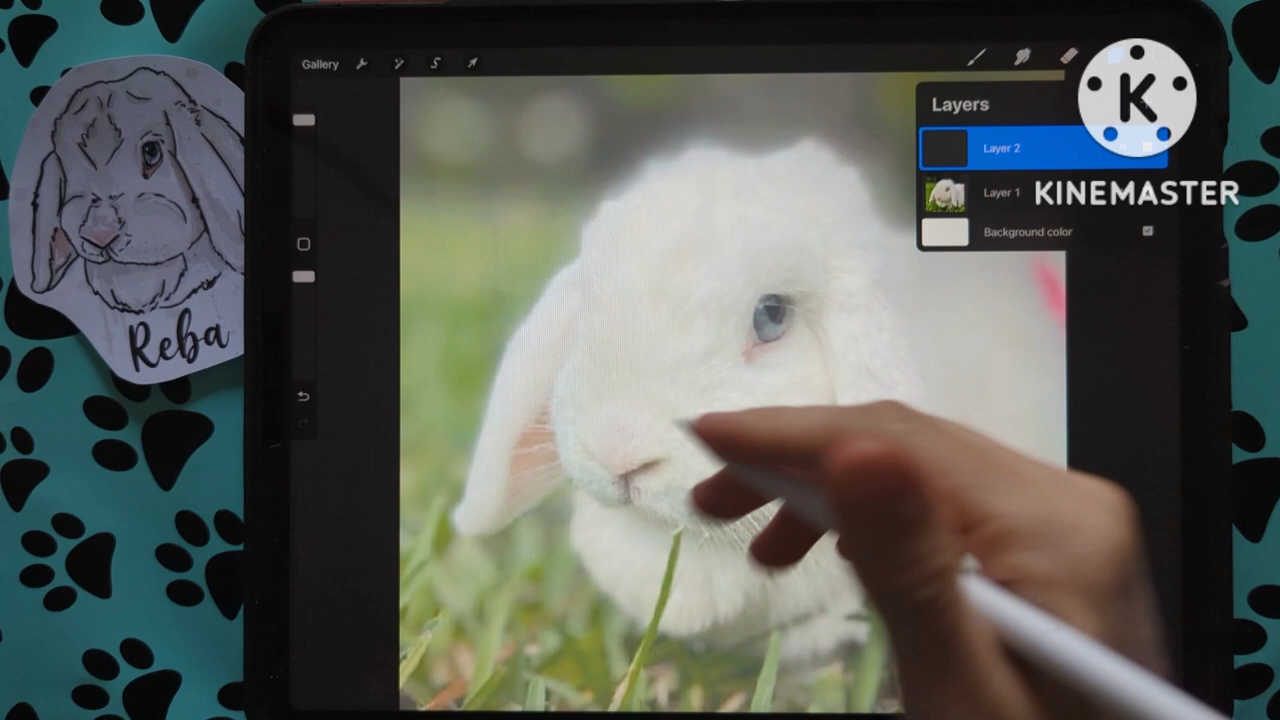 Gallery
Layers
Layer 2
Layer 1
Background color
K
KINEMASTER
Reba